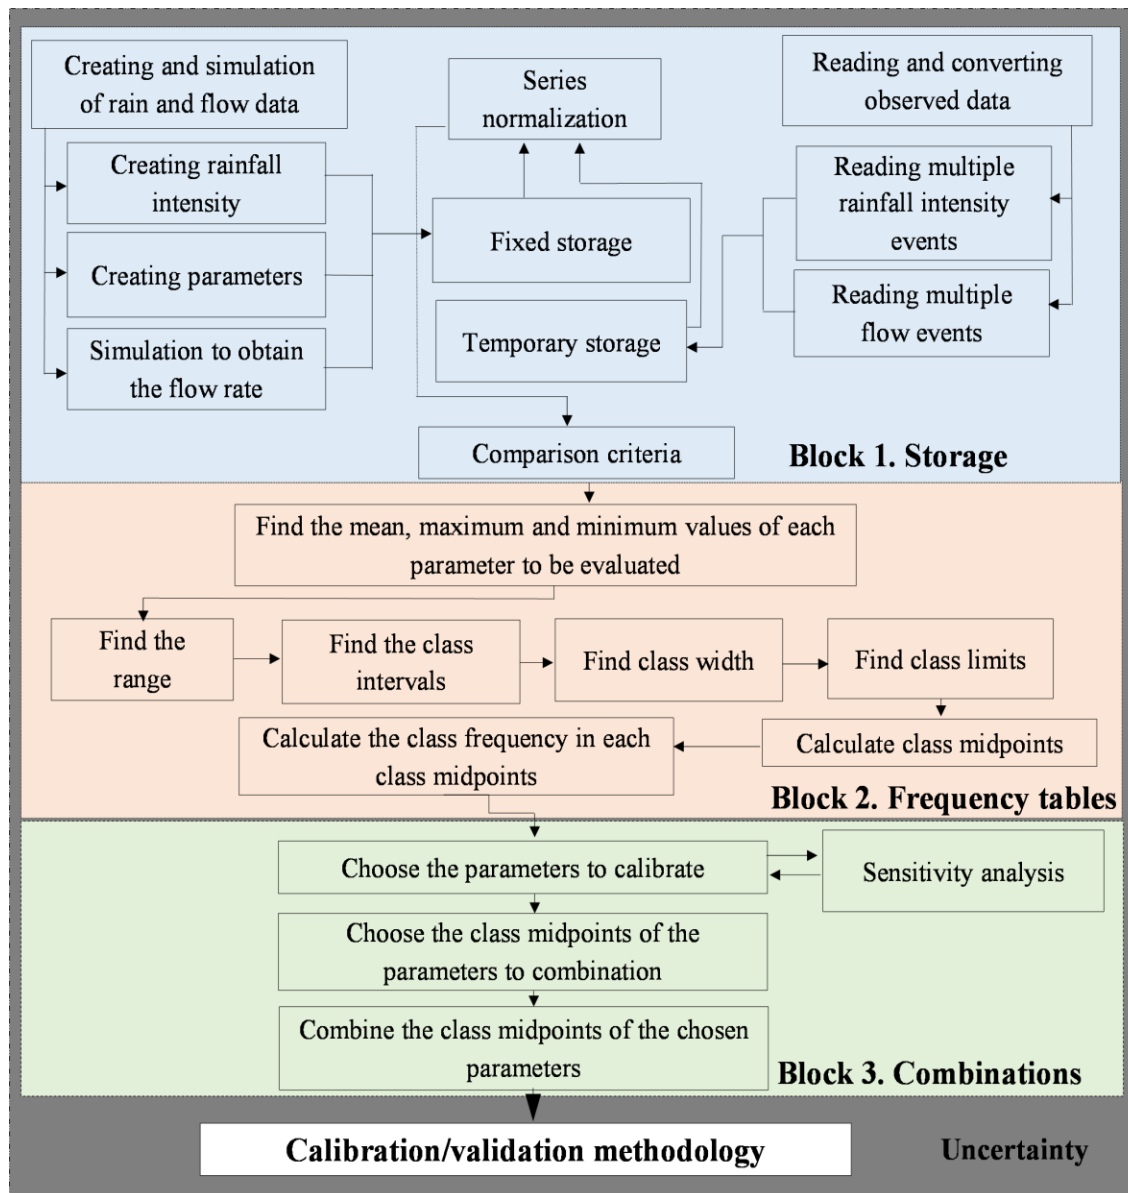 Creating and simulation
of rain and flow data
Creating rainfall
intensity
Creating parameters
Simulation to obtain
the flow rate
Series
normalization
Fixed storage
Temporary storage
Reading and converting
observed data
Reading multiple
rainfall intensity
events
Reading multiple
flow events
Comparison criteria
Block 1. Storage
Find the mean, maximum and minimum values of each
parameter to be evaluated
Find the
range
Find the class
intervals
Find class width
Find class limits
Calculate class midpoints
Calculate the class frequency in each
class midpoints
Block 2. Frequency tables
Choose the parameters to calibrate
Sensitivity analysis
Choose the class midpoints of the
parameters to combination
Combine the class midpoints of the chosen
parameters
Block 3. Combinations
Calibration/validation methodology
Uncertainty